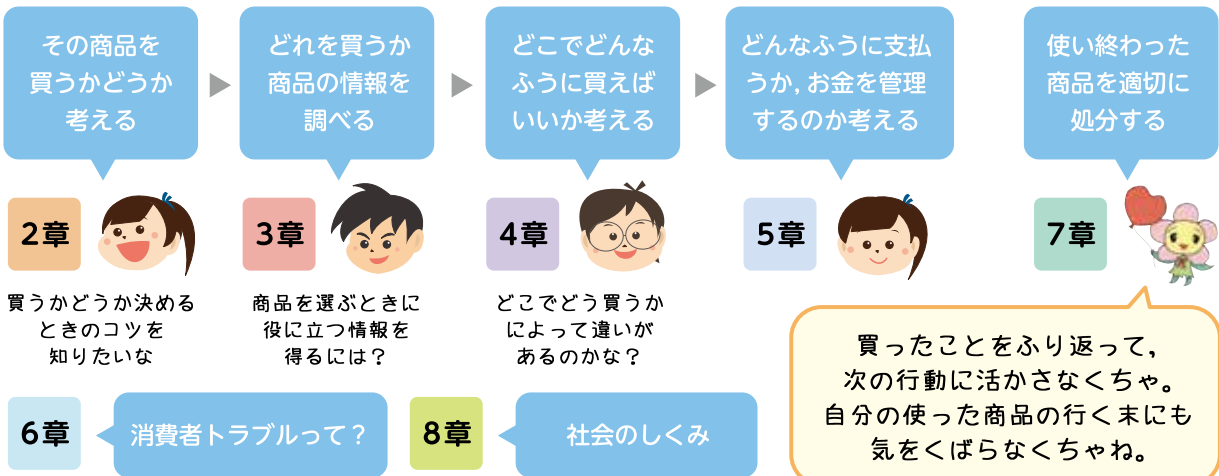 その商品を
買うかどうか
考える
どれを買うか
商品の情報を
調べる
どこでどんな
ふうに買えば
いいか考える
どんなふうに支払
うか,お金を管理
するのか考える
使い終わった
商品を適切に
処分する
2章
3章
4章
5章
7章
買うかどうか決める
ときのコツを
知りたいな
商品を選ぶときに
役に立つ情報を
得るには？
どこでどう買うか
によって違いが
あるのかな？
買ったことをふり返って,
次の行動に活かさなくちゃ。
自分の使った商品の行く末にも
気をくばらなくちゃね。
6章
消費者トラブルって？
8章
社会のしくみ